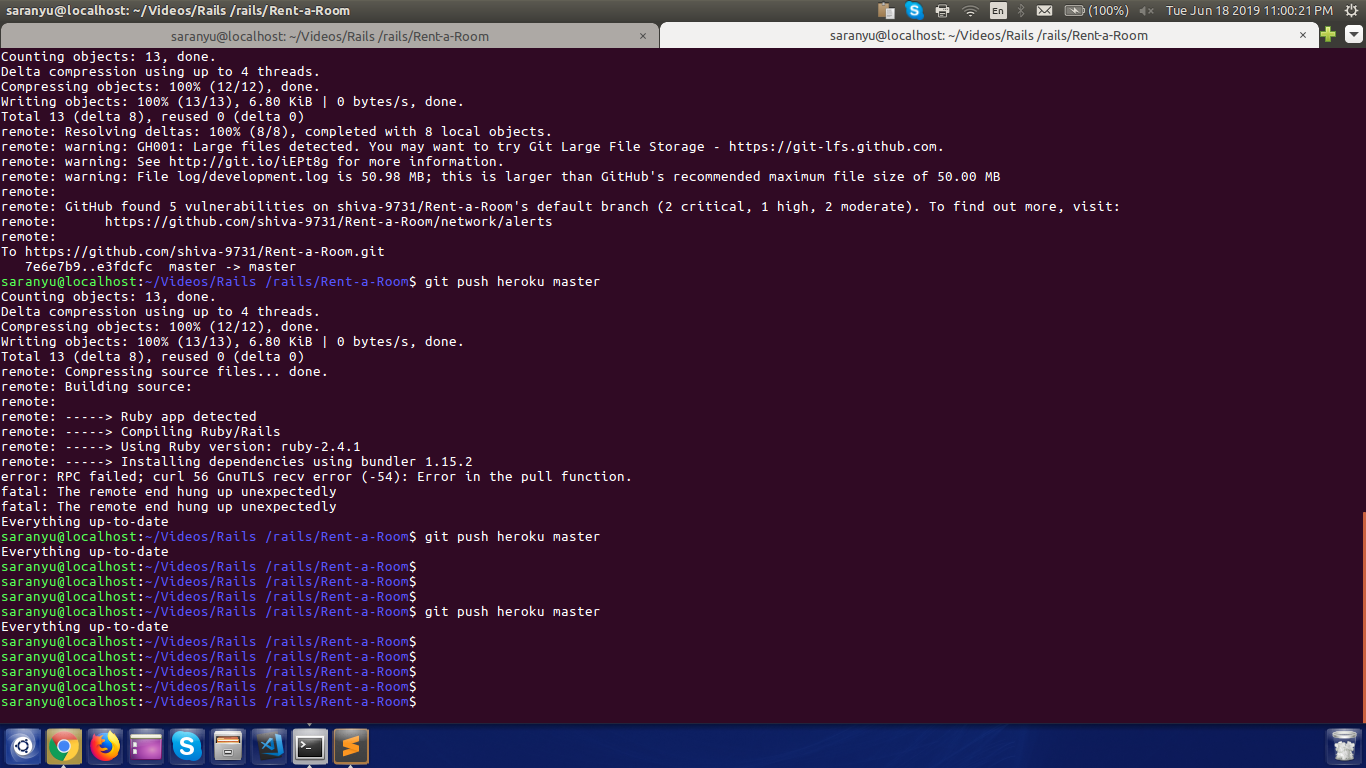 saranyu@localhost: ~/Videos/Rails /rails/Rent-a-Room
En
(100%)
Tue Jun 18 2019 11:00:21 PM
saranyu@localhost: ~/Videos/Rails /rails/Rent-a-Room ×
saranyu@localhost: ~/Videos/Rails /rails/Rent-a-Room ×
Counting objects: 13, done.
Delta compression using up to 4 threads.
Compressing objects: 100% (12/12), done.
Writing objects: 100% (13/13), 6.80 KiB | 0 bytes/s, done.
Total 13 (delta 8), reused 0 (delta 0)
remote: Resolving deltas: 100% (8/8), completed with 8 local objects.
remote: warning: GH001: Large files detected. You may want to try Git Large File Storage - https://git-lfs.github.com.
remote: warning: See http://git.io/iEPt8g for more information.
remote: warning: File log/development.log is 50.98 MB; this is larger than GitHub's recommended maximum file size of 50.00 MB
remote:
remote: GitHub found 5 vulnerabilities on shiva-9731/Rent-a-Room's default branch (2 critical, 1 high, 2 moderate). To find out more, visit:
remote:      https://github.com/shiva-9731/Rent-a-Room/network/alerts
remote:
To https://github.com/shiva-9731/Rent-a-Room.git
   7e6e7b9..e3fdcfc  master -> master
saranyu@localhost:~/Videos/Rails /rails/Rent-a-Room$ git push heroku master
Counting objects: 13, done.
Delta compression using up to 4 threads.
Compressing objects: 100% (12/12), done.
Writing objects: 100% (13/13), 6.80 KiB | 0 bytes/s, done.
Total 13 (delta 8), reused 0 (delta 0)
remote: Compressing source files... done.
remote: Building source:
remote:
remote: -----> Ruby app detected
remote: -----> Compiling Ruby/Rails
remote: -----> Using Ruby version: ruby-2.4.1
remote: -----> Installing dependencies using bundler 1.15.2
error: RPC failed; curl 56 GnuTLS recv error (-54): Error in the pull function.
fatal: The remote end hung up unexpectedly
fatal: The remote end hung up unexpectedly
Everything up-to-date
saranyu@localhost:~/Videos/Rails /rails/Rent-a-Room$ git push heroku master
Everything up-to-date
saranyu@localhost:~/Videos/Rails /rails/Rent-a-Room$
saranyu@localhost:~/Videos/Rails /rails/Rent-a-Room$
saranyu@localhost:~/Videos/Rails /rails/Rent-a-Room$
saranyu@localhost:~/Videos/Rails /rails/Rent-a-Room$ git push heroku master
Everything up-to-date
saranyu@localhost:~/Videos/Rails /rails/Rent-a-Room$
saranyu@localhost:~/Videos/Rails /rails/Rent-a-Room$
saranyu@localhost:~/Videos/Rails /rails/Rent-a-Room$
saranyu@localhost:~/Videos/Rails /rails/Rent-a-Room$
saranyu@localhost:~/Videos/Rails /rails/Rent-a-Room$